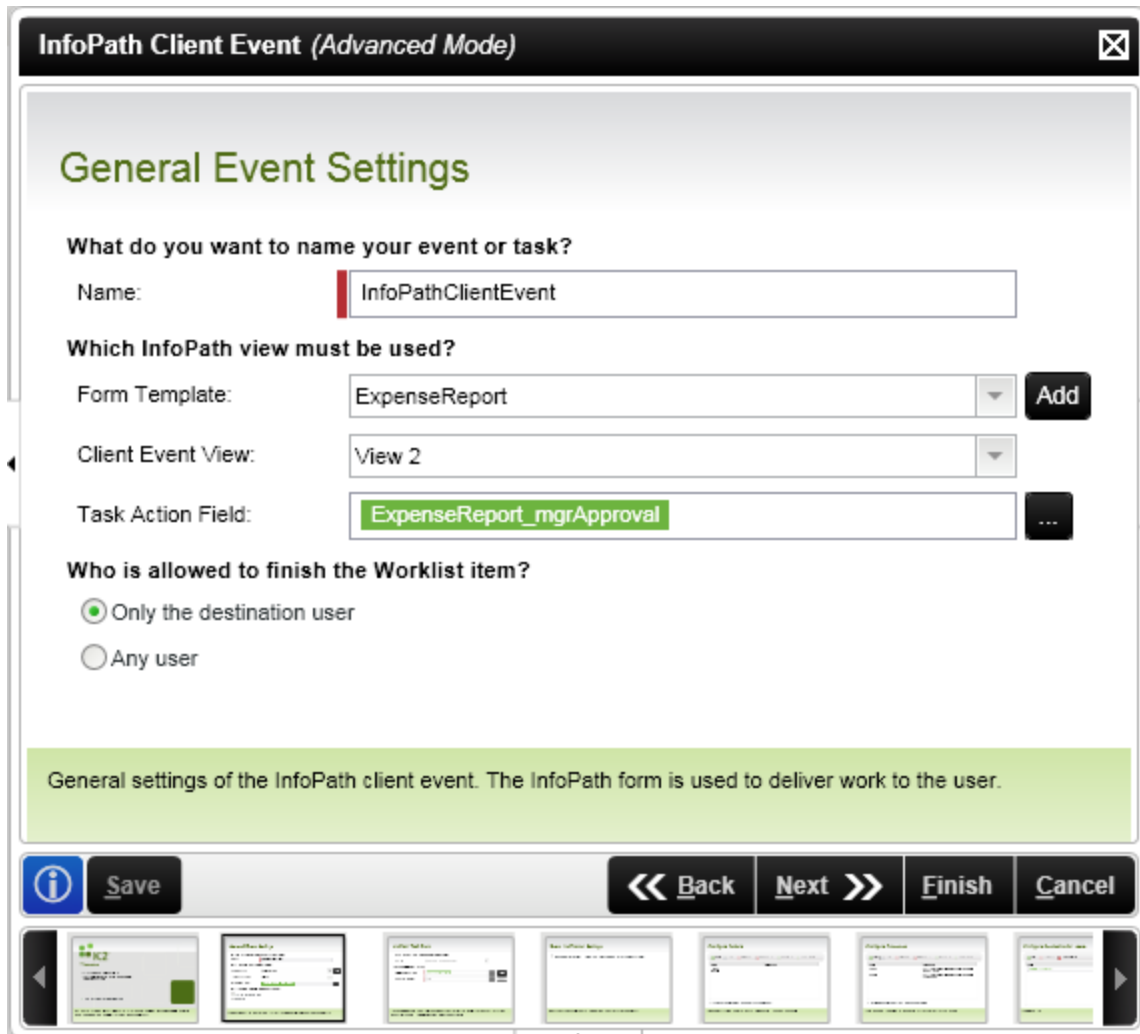 InfoPath Client Event (Advanced Mode)
General Event Settings
What do you want to name your event or task?
Name: InfoPathClientEvent
Which InfoPath view must be used?
Form Template: ExpenseReport Add
Client Event View: View 2
Task Action Field: ExpenseReport_mgrApproval ...
Who is allowed to finish the Worklist item?
Only the destination user
Any user
General settings of the InfoPath client event. The InfoPath form is used to deliver work to the user.
Save Back Next Finish Cancel